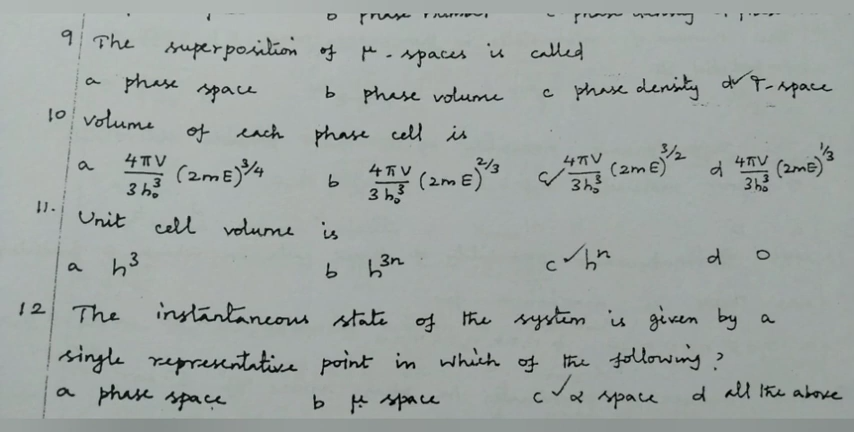 9 The superposition of μ - spaces is called
a phase space b phase volume c phase density d✓ τ - space
10 Volume of each phase cell is
a 4πV/3h₀³ (2mE)^3/4 b 4πV/3h₀³ (2mE)^2/3 c✓ 4πV/3h₀³ (2mE)^3/2 d 4πV/3h₀³ (2mE)^1/3
11. Unit cell volume is
a h³ b h³ⁿ c✓ hⁿ d 0
12 The instantaneous state of the system is given by a
single representative point in which of the following?
a phase space b μ space c✓ α space d all the above